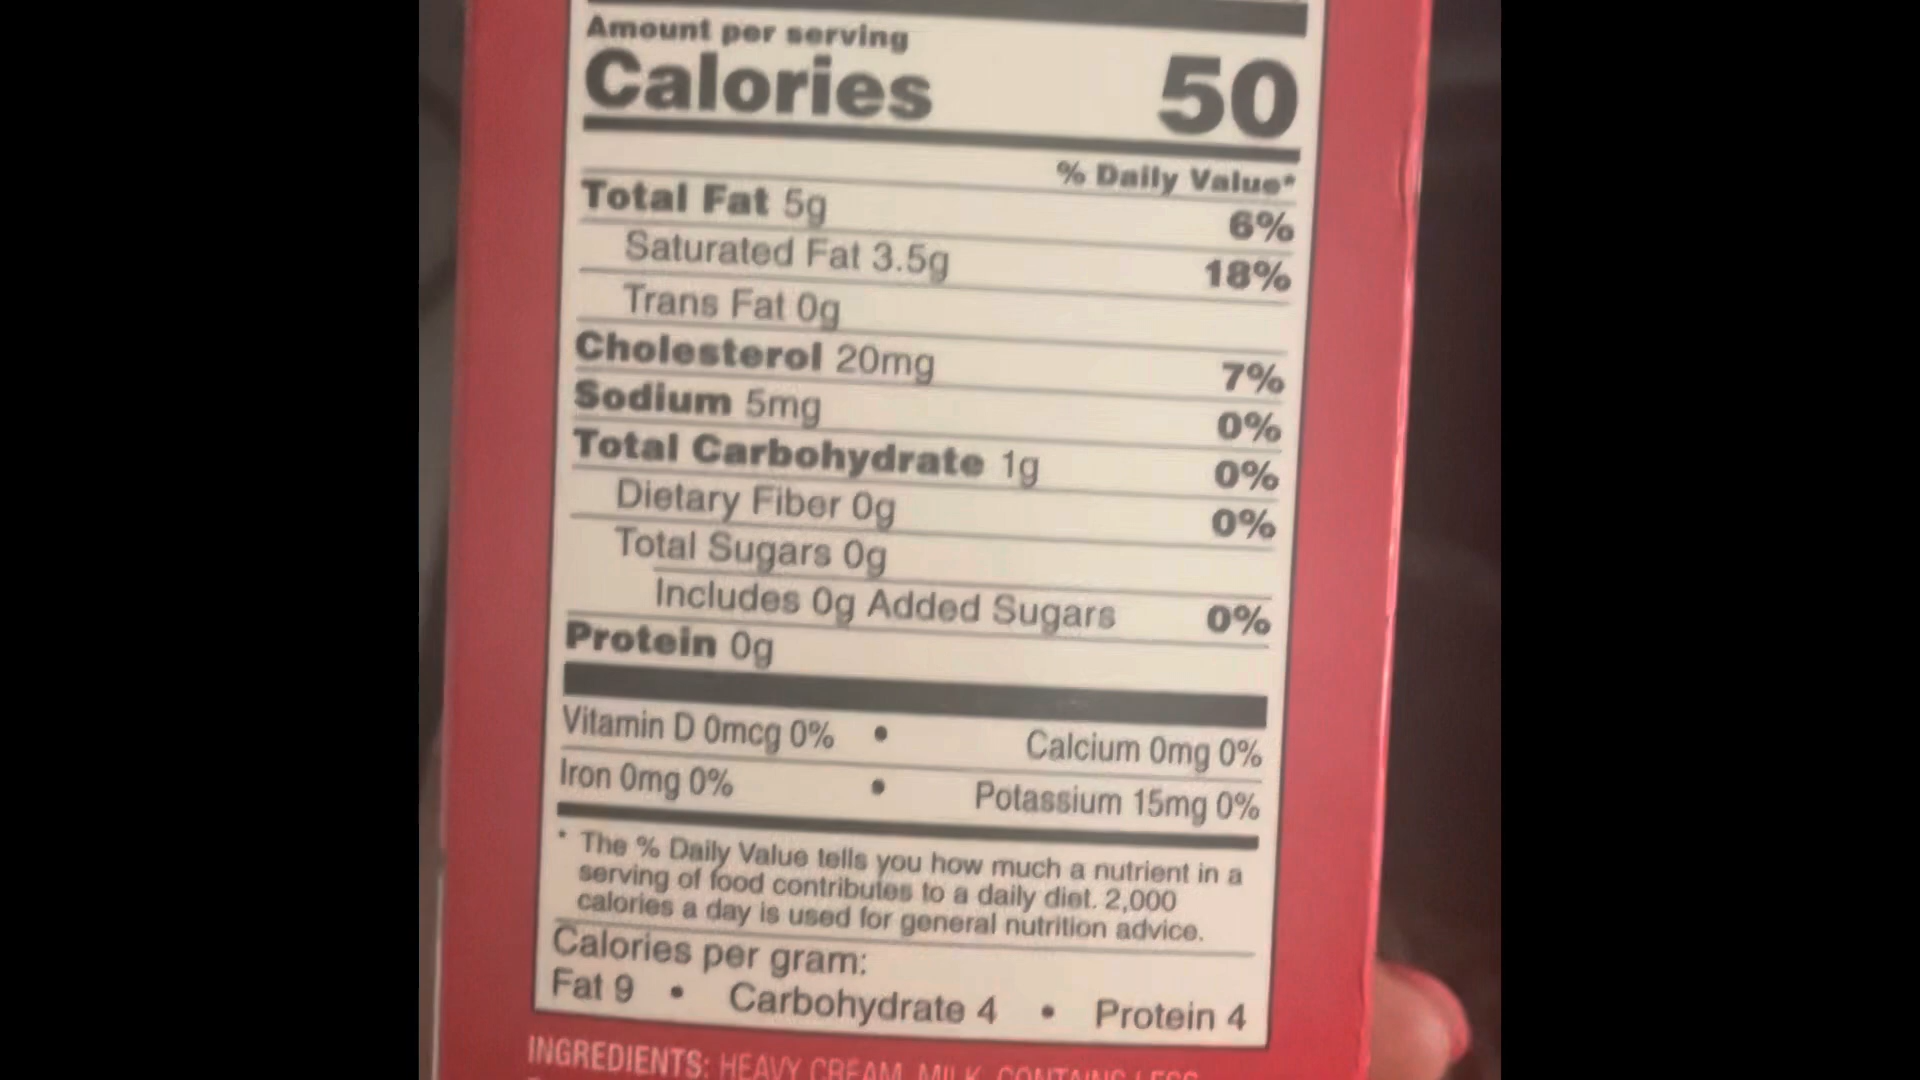 Amount per serving
Calories 50
% Daily Value*
Total Fat 5g 6%
Saturated Fat 3.5g 18%
Trans Fat 0g
Cholesterol 20mg 7%
Sodium 5mg 0%
Total Carbohydrate 1g 0%
Dietary Fiber 0g 0%
Total Sugars 0g
Includes 0g Added Sugars 0%
Protein 0g
Vitamin D 0mcg 0% • Calcium 0mg 0%
Iron 0mg 0% • Potassium 15mg 0%
* The % Daily Value tells you how much a nutrient in a
serving of food contributes to a daily diet. 2,000
calories a day is used for general nutrition advice.
Calories per gram:
Fat 9 • Carbohydrate 4 • Protein 4
INGREDIENTS: HEAVY CREAM, MILK, CONTAINS LESS